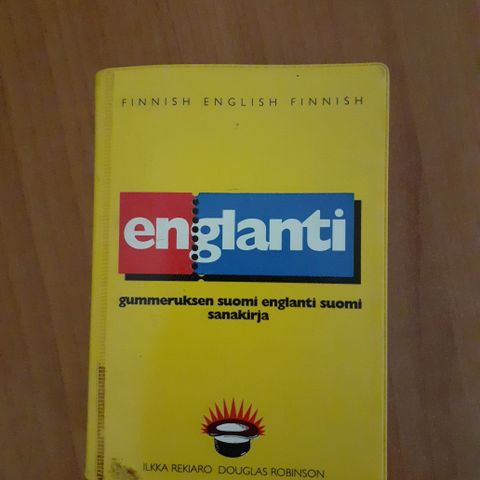 FINNISH ENGLISH FINNISH
englanti
gummeruksen suomi englanti suomi
sanakirja
ILKKA REKIARO DOUGLAS ROBINSON